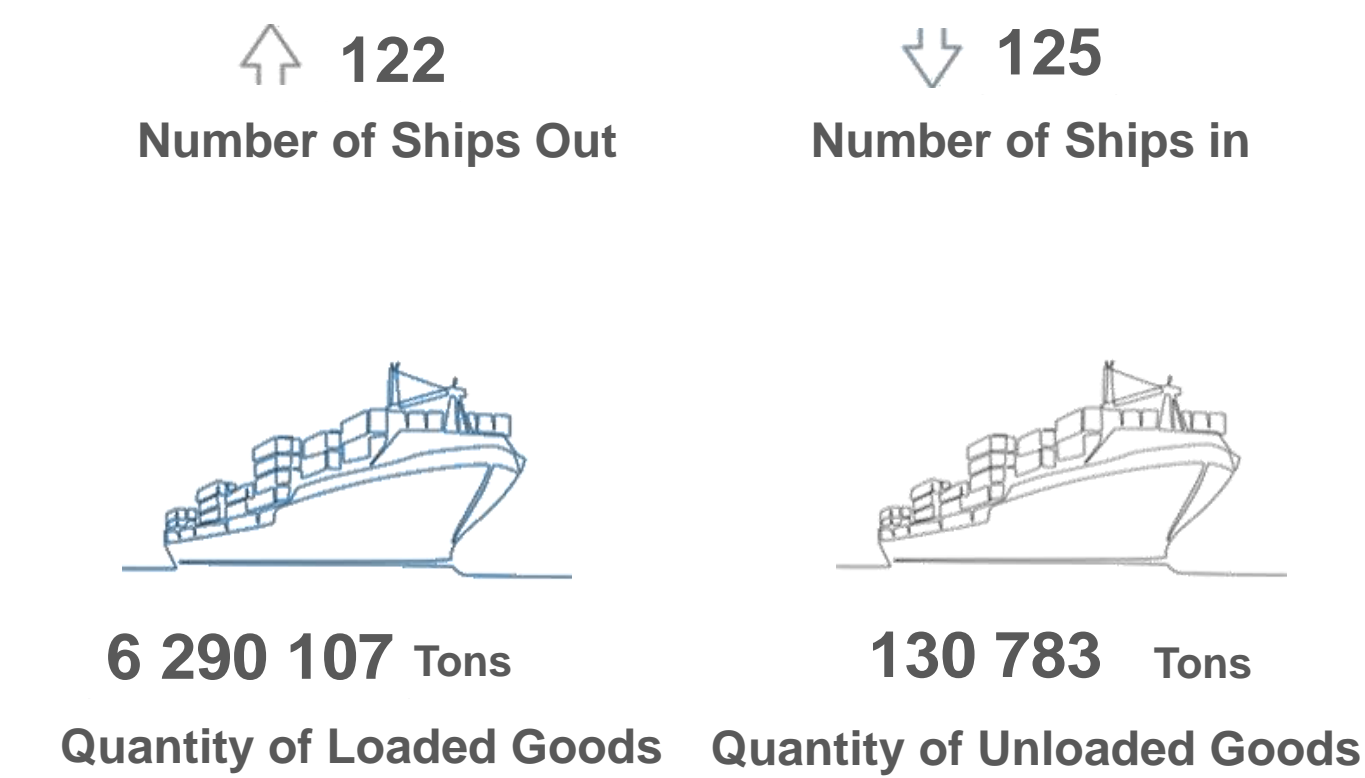 122
Number of Ships Out
125
Number of Ships in
6 290 107 Tons
Quantity of Loaded Goods
130 783 Tons
Quantity of Unloaded Goods